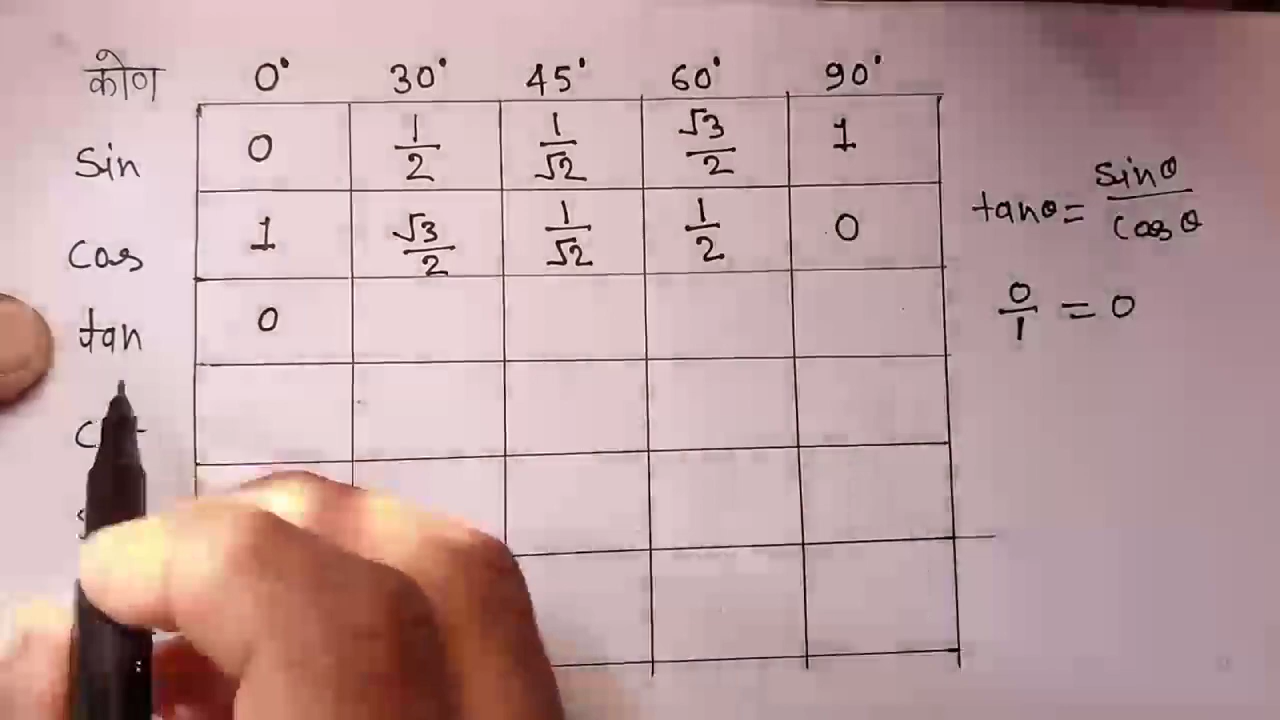 कोण 0° 30° 45° 60° 90°
sin 0 1/2 1/√2 √3/2 1
cos 1 √3/2 1/√2 1/2 0
tan 0
tanθ = sinθ/cosθ
0/1 = 0